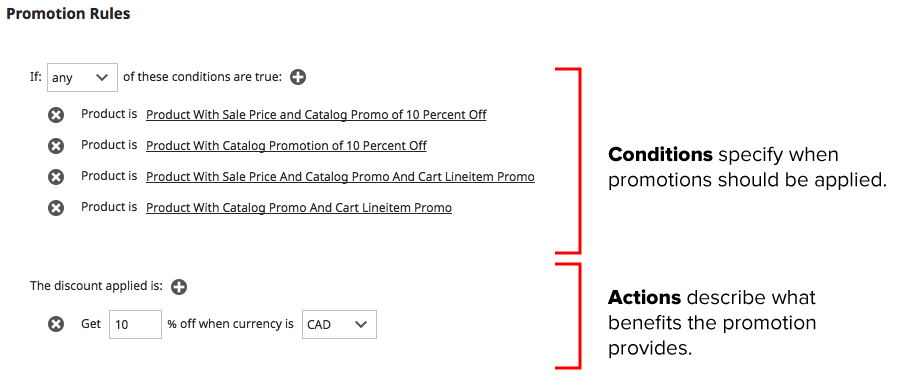 Promotion Rules
If: any of these conditions are true:
Product is Product With Sale Price and Catalog Promo of 10 Percent Off
Product is Product With Catalog Promotion of 10 Percent Off
Product is Product With Sale Price And Catalog Promo And Cart Lineitem Promo
Product is Product With Catalog Promo And Cart Lineitem Promo
Conditions specify when
promotions should be applied.
The discount applied is:
Get 10 % off when currency is CAD
Actions describe what
benefits the promotion
provides.